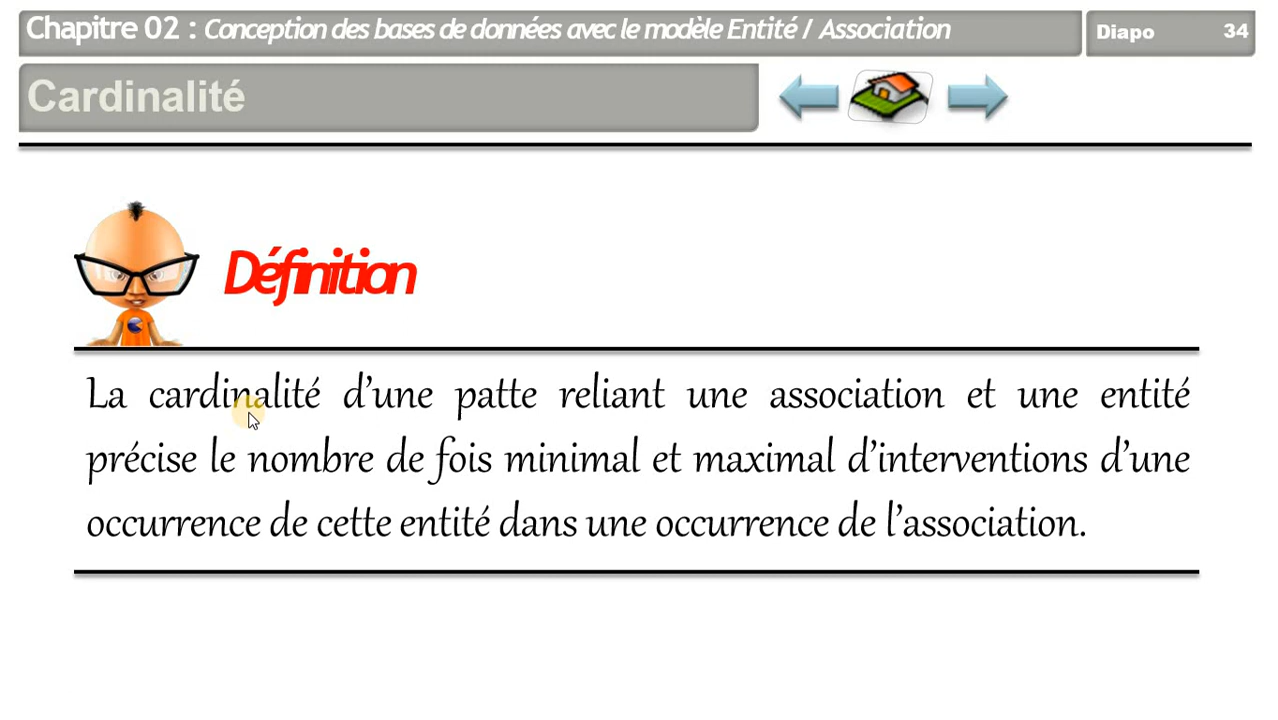 Chapitre 02 : Conception des bases de données avec le modèle Entité / Association
Diapo 34
Cardinalité
Définition
La cardinalité d’une patte reliant une association et une entité
précise le nombre de fois minimal et maximal d’interventions d’une
occurrence de cette entité dans une occurrence de l’association.